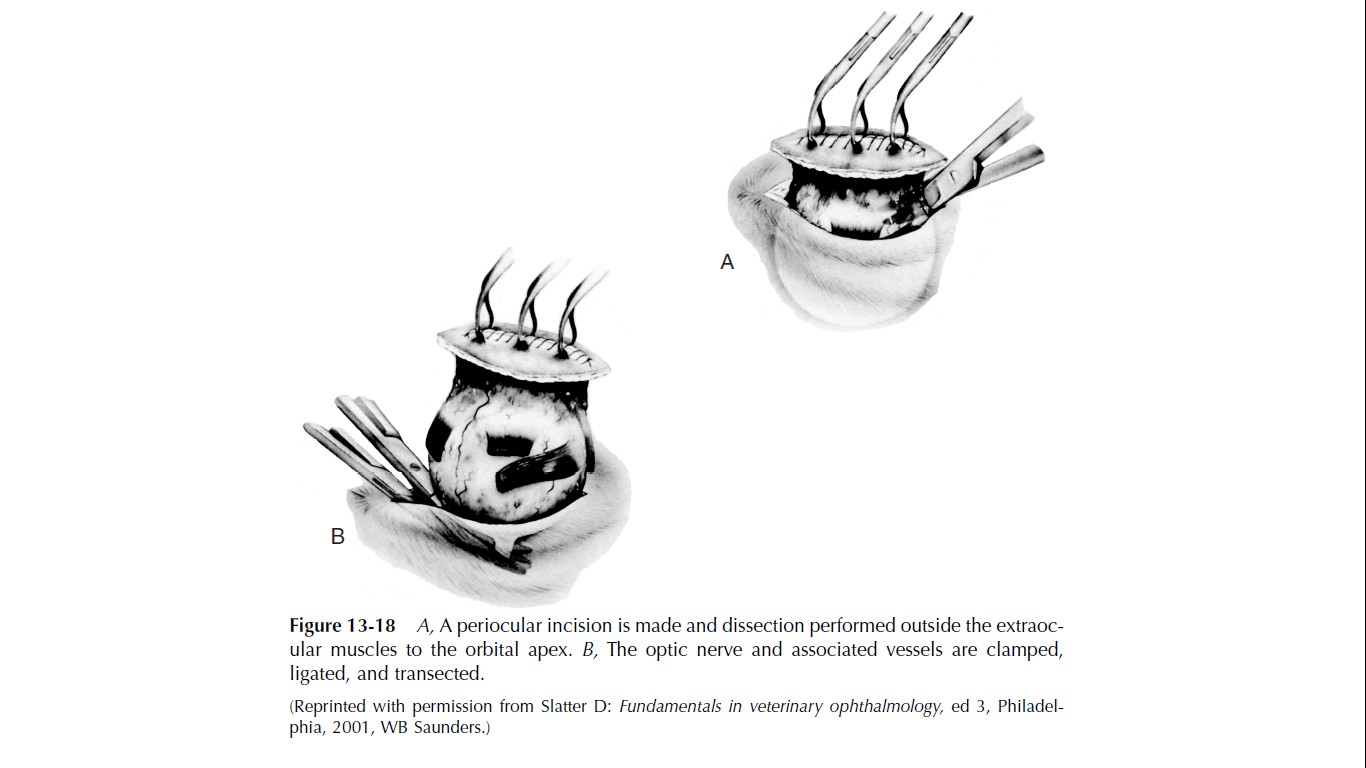 A
B
Figure 13-18 A, A periocular incision is made and dissection performed outside the extraoc-
ular muscles to the orbital apex. B, The optic nerve and associated vessels are clamped,
ligated, and transected.
(Reprinted with permission from Slatter D: Fundamentals in veterinary ophthalmology, ed 3, Philadel-
phia, 2001, WB Saunders.)